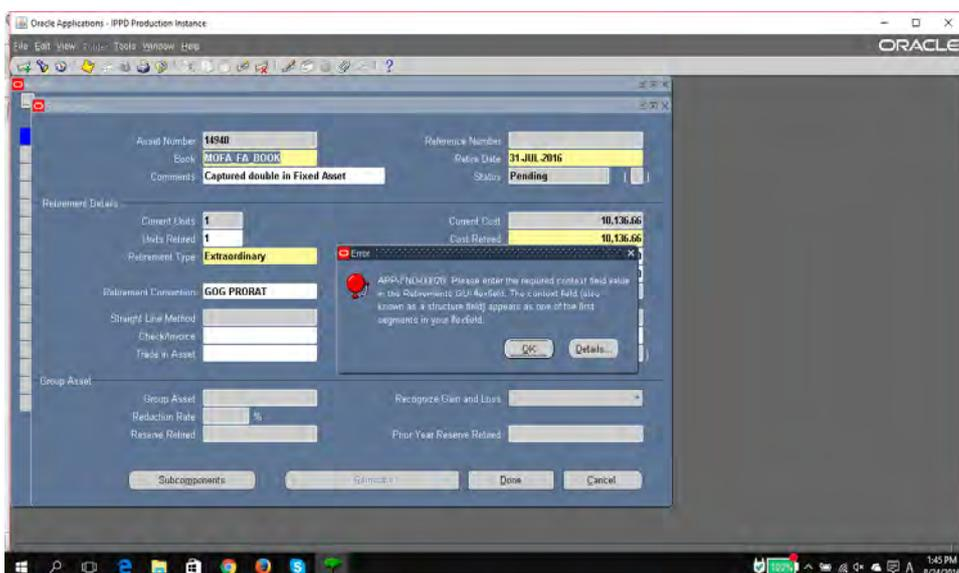 Oracle Applications - IPPD Production Instance
File Edit View Folder Tools Window Help
ORACLE
Asset Number 14940
Reference Number
Book MOFA_FA_BOOK
Retire Date 31-JUL-2016
Comments Captured double in Fixed Asset
Status Pending
Retirement Details
Current Units 1
Current Cost 10,136.66
Units Retired 1
Cost Retired 10,136.66
Retirement Type Extraordinary
Error
APP-FND-00820: Please enter the required context field value
in the Retirements GUI flexfield. The context field (also
known as a structure field) appears as one of the first
segments in your flexfield.
OK
Details...
Retirement Convention GOG PRORAT
Straight Line Method
Check/Invoice
Trade in Asset
Group Asset
Group Asset
Recognize Gain and Loss
Reduction Rate %
Reserve Retired
Prior Year Reserve Retired
Subcomponents
Done
Cancel
100%
1:45 PM